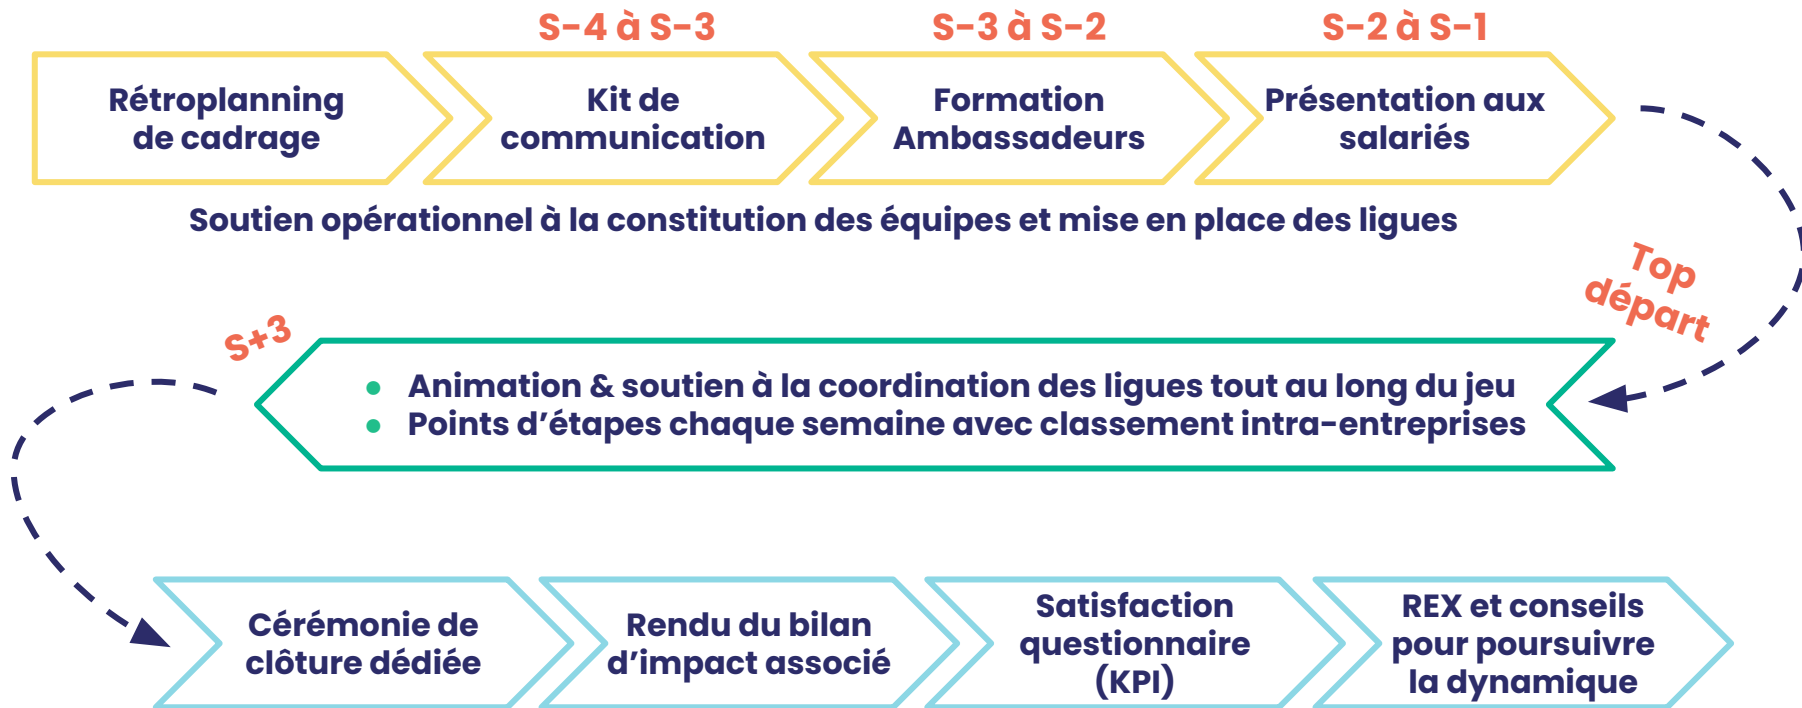 S-4 à S-3
S-3 à S-2
S-2 à S-1
Rétroplanning
de cadrage
Kit de
communication
Formation
Ambassadeurs
Présentation aux
salariés
Soutien opérationnel à la constitution des équipes et mise en place des ligues
Top
départ
S+3
• Animation & soutien à la coordination des ligues tout au long du jeu
• Points d’étapes chaque semaine avec classement intra-entreprises
Cérémonie de
clôture dédiée
Rendu du bilan
d’impact associé
Satisfaction
questionnaire
(KPI)
REX et conseils
pour poursuivre
la dynamique